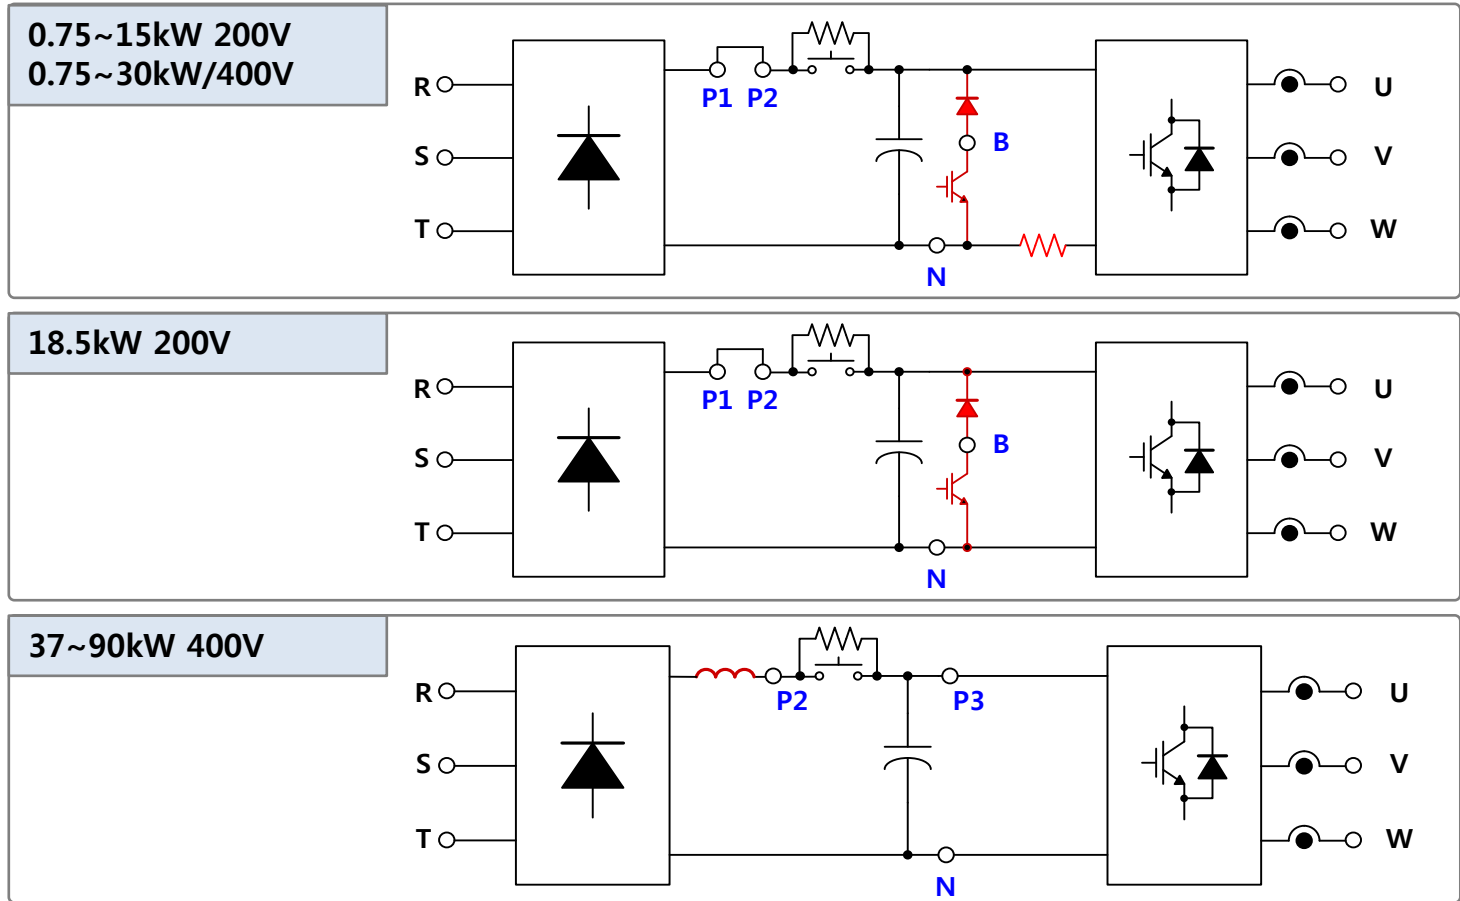 0.75~15kW 200V
0.75~30kW/400V
R
S
T
P1 P2
B
N
U
V
W
18.5kW 200V
R
S
T
P1 P2
B
N
U
V
W
37~90kW 400V
R
S
T
P2
P3
N
U
V
W